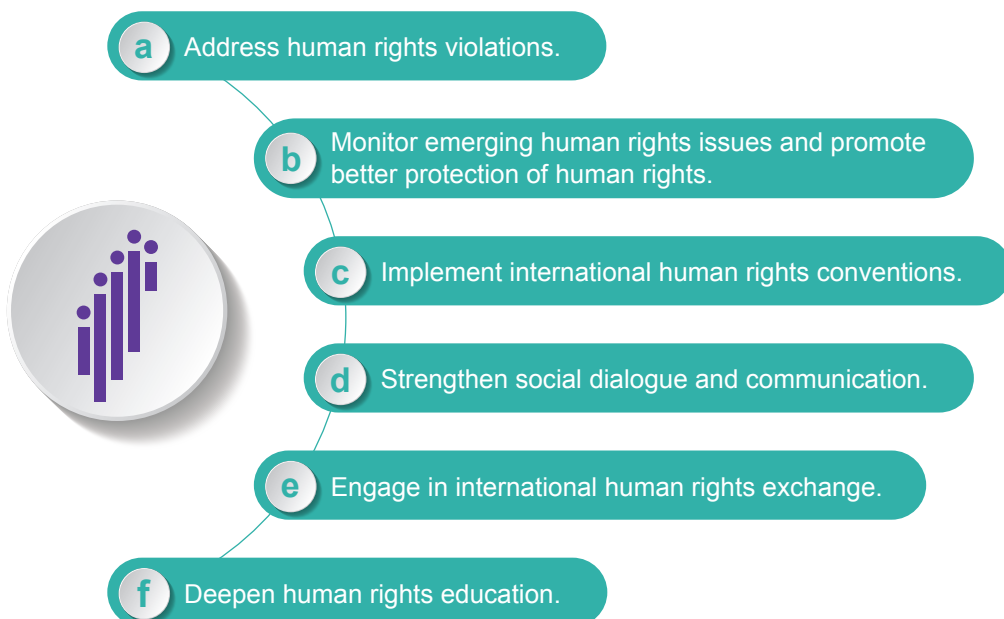 a Address human rights violations.
b Monitor emerging human rights issues and promote
better protection of human rights.
c Implement international human rights conventions.
d Strengthen social dialogue and communication.
e Engage in international human rights exchange.
f Deepen human rights education.